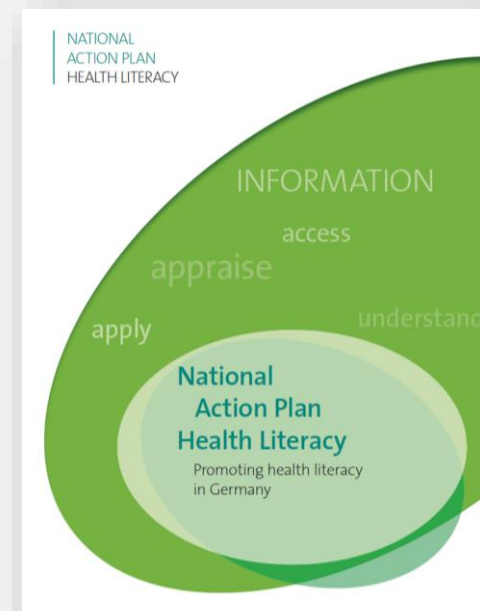 NATIONAL
ACTION PLAN
HEALTH LITERACY
INFORMATION
access
appraise
understand
apply
National
Action Plan
Health Literacy
Promoting health literacy
in Germany